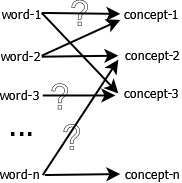 word-1 ? concept-1
word-2 concept-2
word-3 ? concept-3
... ?
word-n concept-n